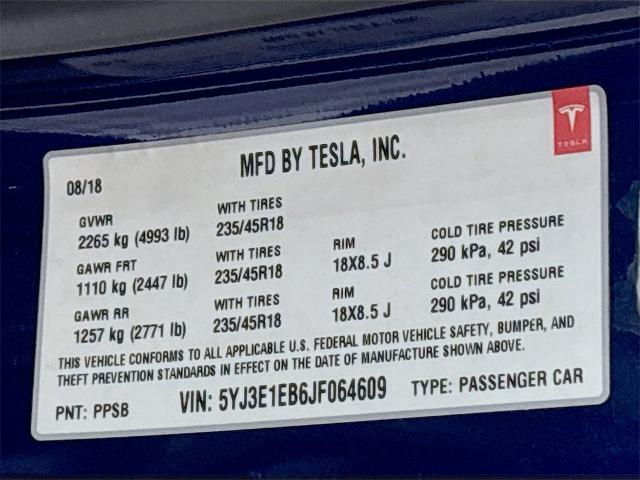 TESLA
MFD BY TESLA, INC.
08/18
GVWR WITH TIRES
2265 kg (4993 lb) 235/45R18
GAWR FRT WITH TIRES RIM COLD TIRE PRESSURE
1110 kg (2447 lb) 235/45R18 18X8.5 J 290 kPa, 42 psi
GAWR RR WITH TIRES RIM COLD TIRE PRESSURE
1257 kg (2771 lb) 235/45R18 18X8.5 J 290 kPa, 42 psi
THIS VEHICLE CONFORMS TO ALL APPLICABLE U.S. FEDERAL MOTOR VEHICLE SAFETY, BUMPER, AND
THEFT PREVENTION STANDARDS IN EFFECT ON THE DATE OF MANUFACTURE SHOWN ABOVE.
PNT: PPSB VIN: 5YJ3E1EB6JF064609 TYPE: PASSENGER CAR